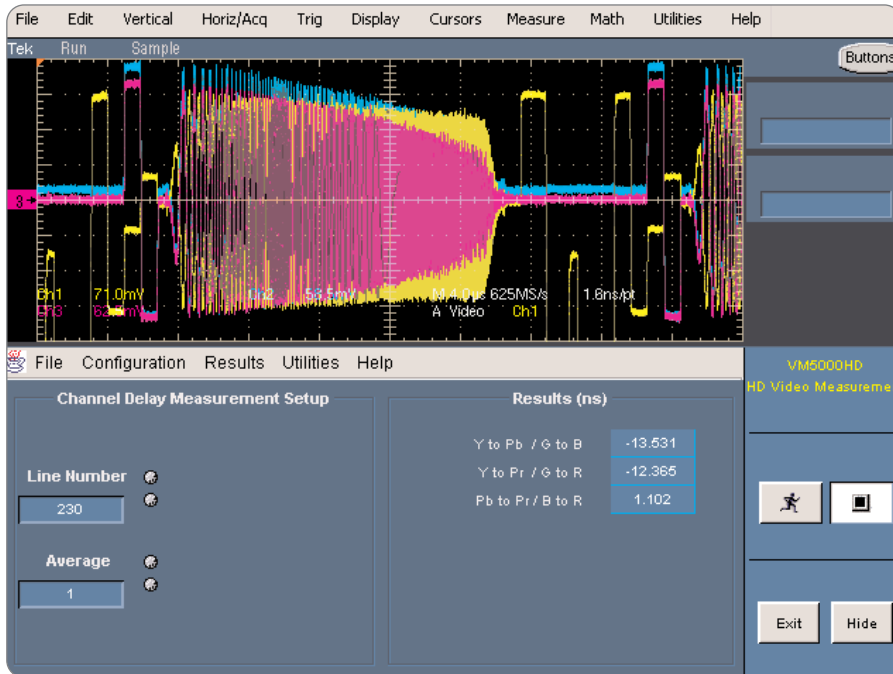 File Edit Vertical Horiz/Acq Trig Display Cursors Measure Math Utilities Help
Tek Run Sample
Buttons
3
Ch1 71.0mV Ch2 M 4.0µs 625MS/s 1.6ns/pt
Ch3 A Video Ch1
File Configuration Results Utilities Help
VM5000HD
HD Video Measureme
Channel Delay Measurement Setup
Results (ns)
Y to Pb / G to B -13.531
Y to Pr / G to R -12.365
Pb to Pr / B to R 1.102
Line Number
230
Average
1
Exit Hide